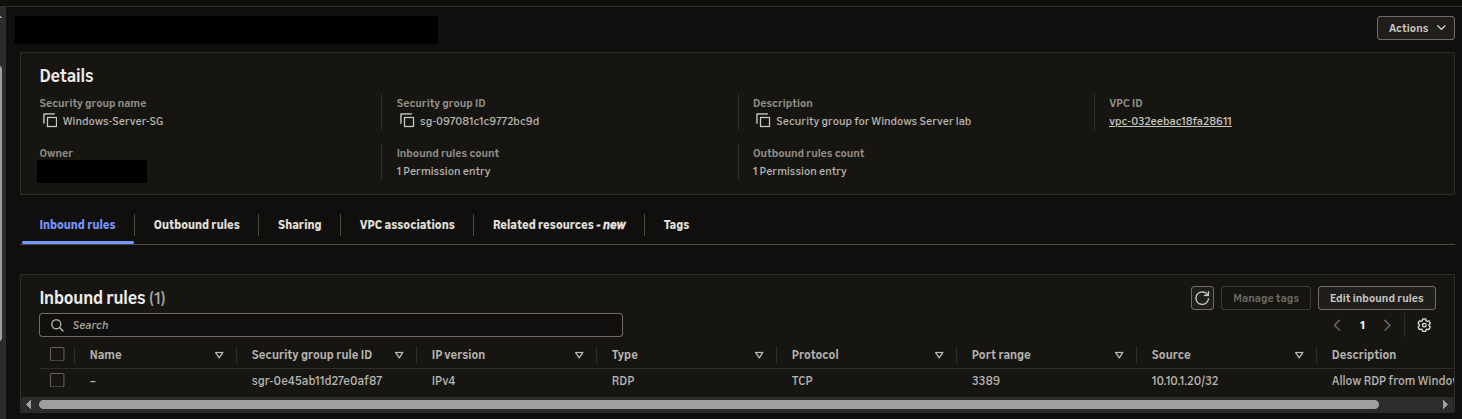 Actions
Details
Security group name
Security group ID
Description
VPC ID
Windows-Server-SG
sg-097081c1c9772bc9d
Security group for Windows Server lab
vpc-032eebac18fa28611
Owner
Inbound rules count
Outbound rules count
1 Permission entry
1 Permission entry
Inbound rules
Outbound rules
Sharing
VPC associations
Related resources - new
Tags
Inbound rules (1)
Manage tags
Edit inbound rules
Search
1
Name
Security group rule ID
IP version
Type
Protocol
Port range
Source
Description
–
sgr-0e45ab11d27e0af87
IPv4
RDP
TCP
3389
10.10.1.20/32
Allow RDP from Window